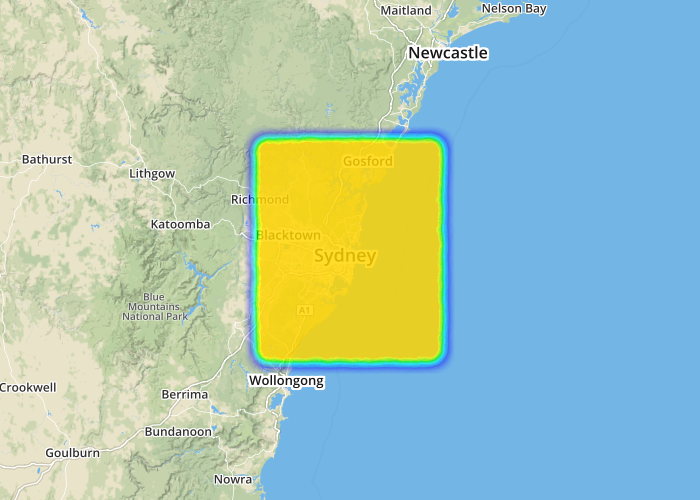 Maitland
Nelson Bay
Newcastle
Bathurst
Gosford
Lithgow
Richmond
Katoomba
Blacktown
Sydney
Blue
Mountains
National Park
A1
Wollongong
Crookwell
Berrima
Bundanoon
Goulburn
Nowra